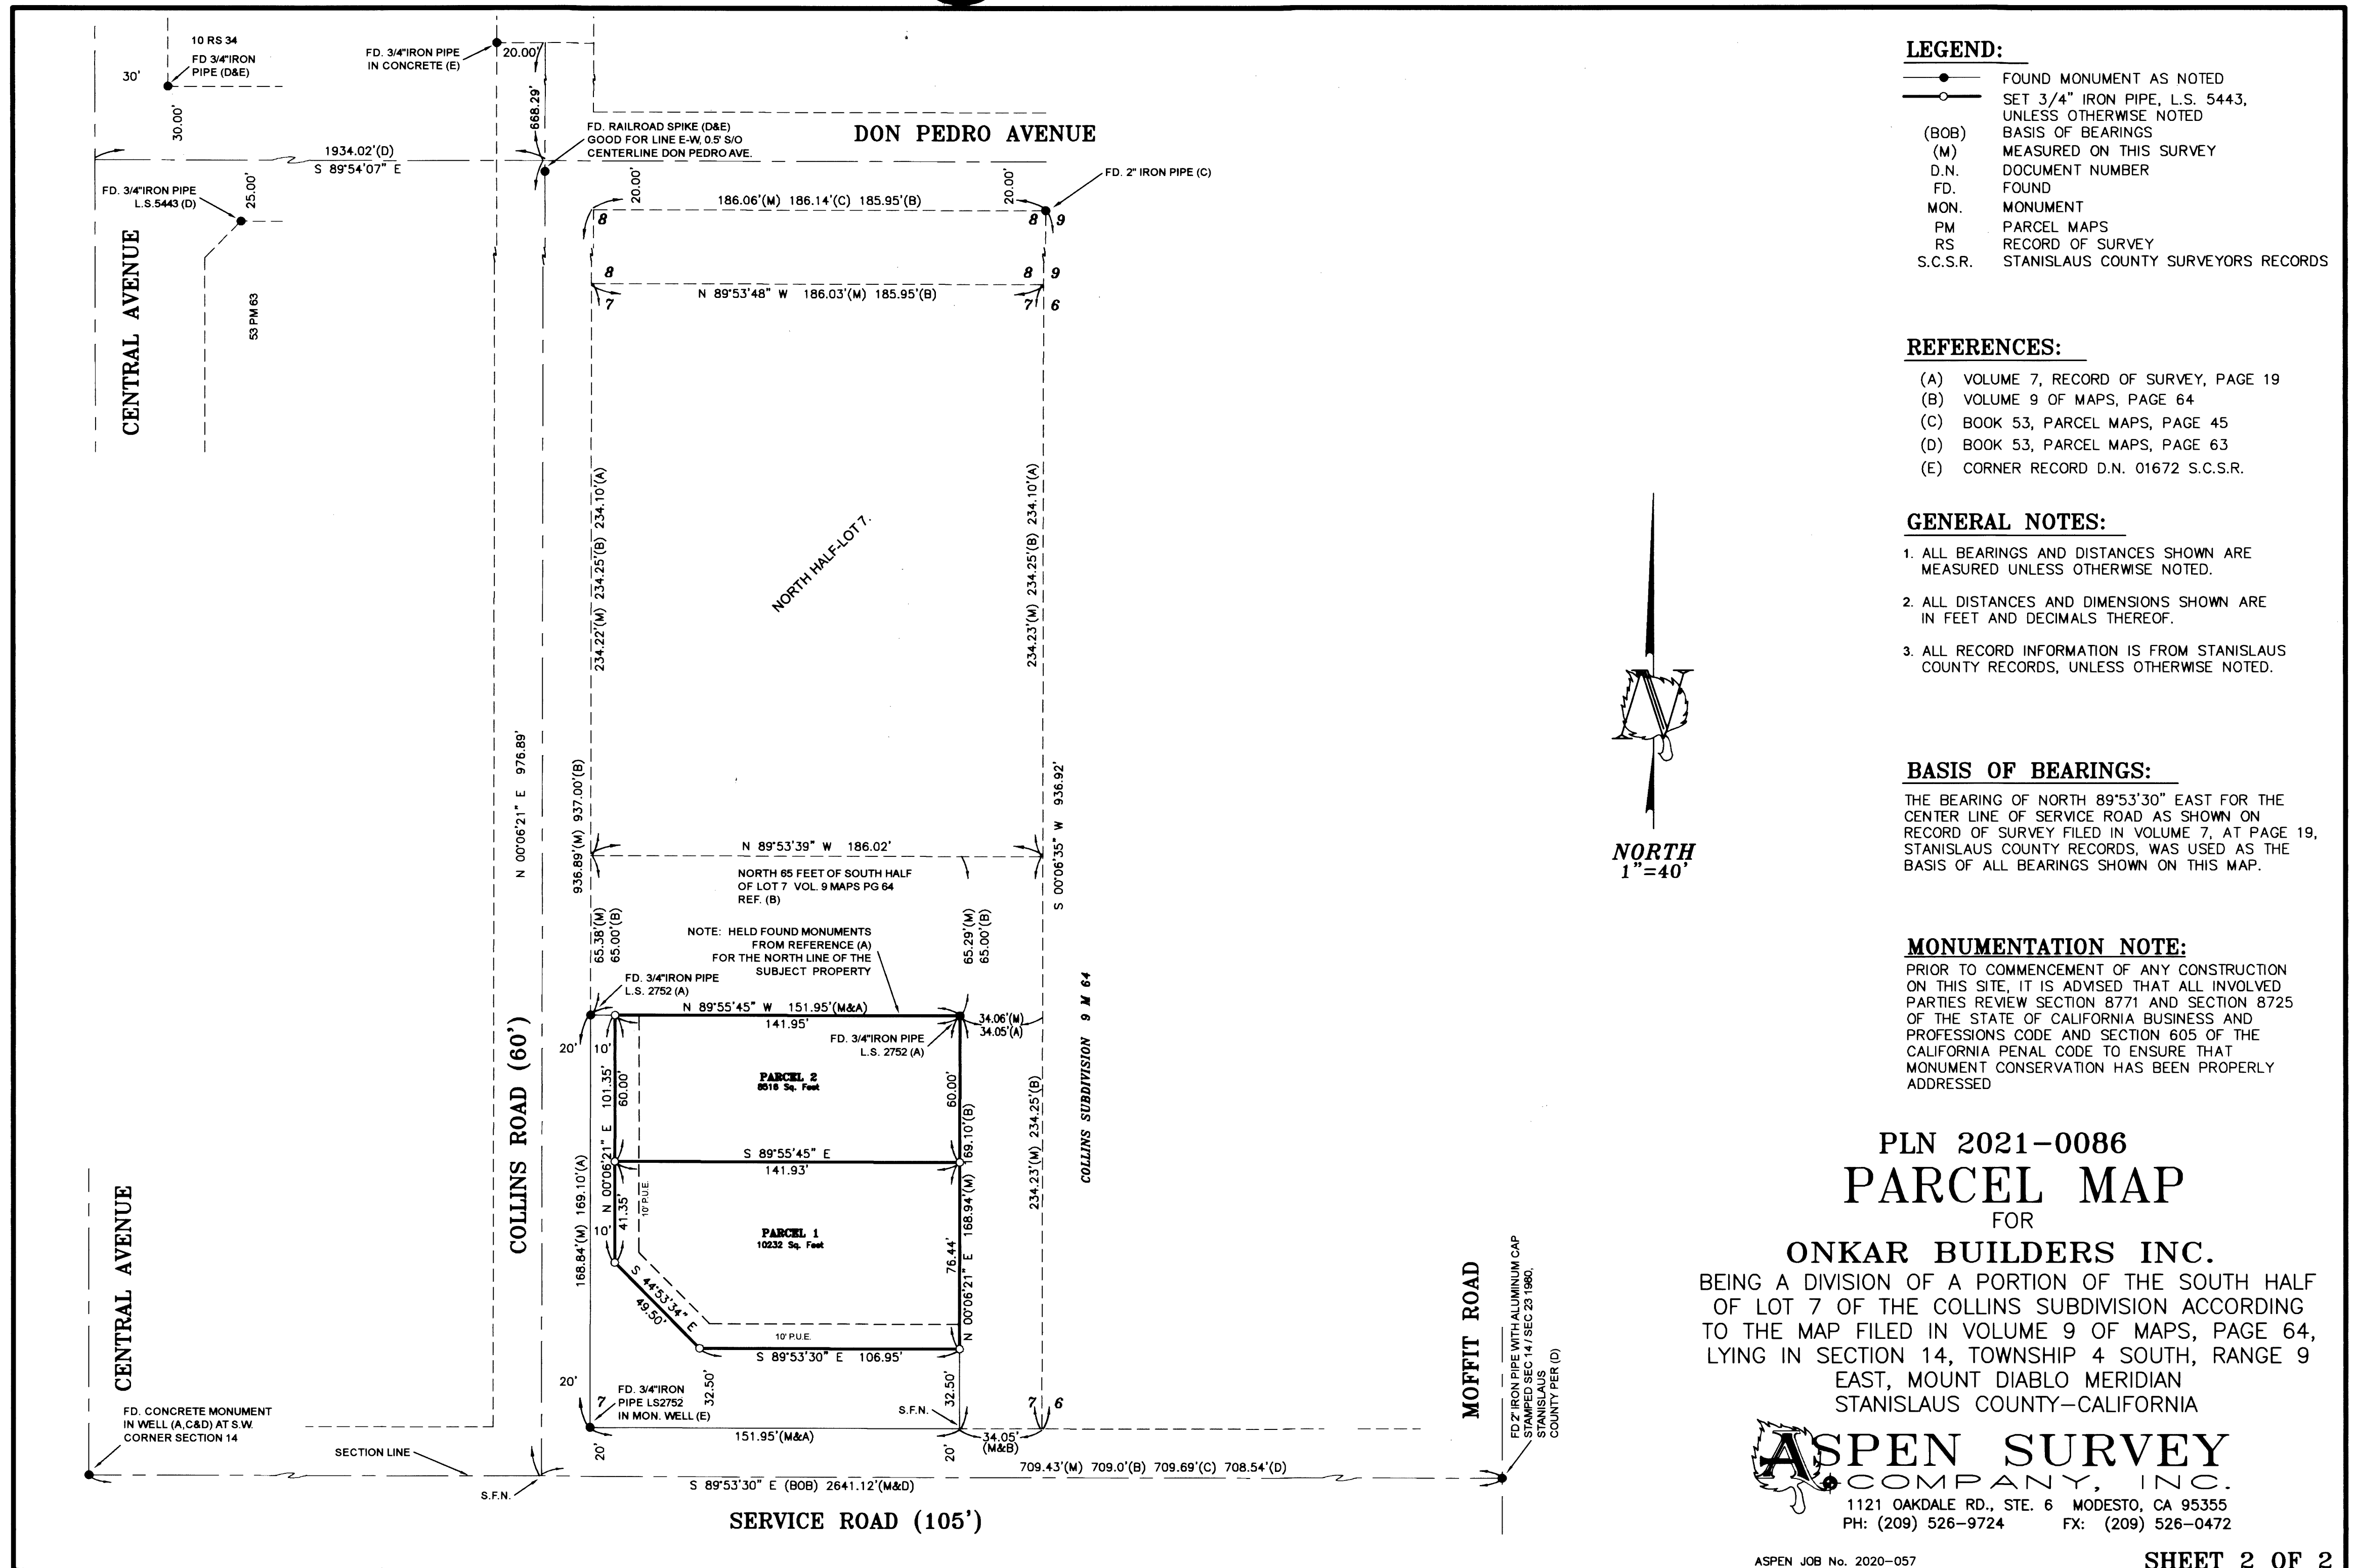 10 RS 34
FD 3/4"IRON
PIPE (D&E)
30'
30.00'
FD. 3/4"IRON PIPE
IN CONCRETE (E)
20.00'
668.29'
FD. RAILROAD SPIKE (D&E)
GOOD FOR LINE E-W, 0.5' S/O
CENTERLINE DON PEDRO AVE.
DON PEDRO AVENUE
1934.02'(D)
S 89°54'07" E
FD. 3/4"IRON PIPE
L.S.5443 (D)
25.00'
CENTRAL AVENUE
53 PM 63
20.00'
20.00'
FD. 2" IRON PIPE (C)
186.06'(M) 186.14'(C) 185.95'(B)
8
8 9
8
8 9
N 89°53'48" W 186.03'(M) 185.95'(B)
7
7 6
234.22'(M) 234.25'(B) 234.10'(A)
234.23'(M) 234.25'(B) 234.10'(A)
NORTH HALF-LOT 7.
N 00°06'21" E 976.89'
936.89'(M) 937.00'(B)
S 00°06'35" W 936.92'
N 89°53'39" W 186.02'
NORTH 65 FEET OF SOUTH HALF
OF LOT 7 VOL. 9 MAPS PG 64
REF. (B)
65.38'(M)
65.00'(B)
65.29'(M)
65.00'(B)
NOTE: HELD FOUND MONUMENTS
FROM REFERENCE (A)
FOR THE NORTH LINE OF THE
SUBJECT PROPERTY
FD. 3/4"IRON PIPE
L.S. 2752 (A)
N 89°55'45" W 151.95'(M&A)
141.95'
34.06'(M)
34.05'(A)
FD. 3/4"IRON PIPE
L.S. 2752 (A)
COLLINS SUBDIVISION 9 M 64
COLLINS ROAD (60')
20'
10'
PARCEL 2
8516 Sq. Feet
N 00°06'21" E 101.35'
60.00'
60.00'
S 89°55'45" E
141.93'
168.84'(M) 169.10'(A)
41.35'
10'
10' P.U.E.
PARCEL 1
10232 Sq. Feet
76.44'
N 00°06'21" E 168.94'(M) 169.10'(B)
234.23'(M) 234.25'(B)
S 44°53'34" E
49.50'
10' P.U.E.
S 89°53'30" E 106.95'
20'
FD. 3/4"IRON
PIPE LS2752
IN MON. WELL (E)
7
32.50'
32.50'
S.F.N.
7 6
151.95'(M&A)
34.05'
(M&B)
20'
20'
CENTRAL AVENUE
FD. CONCRETE MONUMENT
IN WELL (A,C&D) AT S.W.
CORNER SECTION 14
SECTION LINE
S.F.N.
709.43'(M) 709.0'(B) 709.69'(C) 708.54'(D)
S 89°53'30" E (BOB) 2641.12'(M&D)
SERVICE ROAD (105')
MOFFIT ROAD
FD 2" IRON PIPE WITH ALUMINUM CAP
STAMPED SEC 14 / SEC 23 1980,
STANISLAUS
COUNTY PER (D)
N
NORTH
1"=40'
LEGEND:
FOUND MONUMENT AS NOTED
SET 3/4" IRON PIPE, L.S. 5443,
UNLESS OTHERWISE NOTED
(BOB) BASIS OF BEARINGS
(M) MEASURED ON THIS SURVEY
D.N. DOCUMENT NUMBER
FD. FOUND
MON. MONUMENT
PM PARCEL MAPS
RS RECORD OF SURVEY
S.C.S.R. STANISLAUS COUNTY SURVEYORS RECORDS
REFERENCES:
(A) VOLUME 7, RECORD OF SURVEY, PAGE 19
(B) VOLUME 9 OF MAPS, PAGE 64
(C) BOOK 53, PARCEL MAPS, PAGE 45
(D) BOOK 53, PARCEL MAPS, PAGE 63
(E) CORNER RECORD D.N. 01672 S.C.S.R.
GENERAL NOTES:
1. ALL BEARINGS AND DISTANCES SHOWN ARE
MEASURED UNLESS OTHERWISE NOTED.
2. ALL DISTANCES AND DIMENSIONS SHOWN ARE
IN FEET AND DECIMALS THEREOF.
3. ALL RECORD INFORMATION IS FROM STANISLAUS
COUNTY RECORDS, UNLESS OTHERWISE NOTED.
BASIS OF BEARINGS:
THE BEARING OF NORTH 89°53'30" EAST FOR THE
CENTER LINE OF SERVICE ROAD AS SHOWN ON
RECORD OF SURVEY FILED IN VOLUME 7, AT PAGE 19,
STANISLAUS COUNTY RECORDS, WAS USED AS THE
BASIS OF ALL BEARINGS SHOWN ON THIS MAP.
MONUMENTATION NOTE:
PRIOR TO COMMENCEMENT OF ANY CONSTRUCTION
ON THIS SITE, IT IS ADVISED THAT ALL INVOLVED
PARTIES REVIEW SECTION 8771 AND SECTION 8725
OF THE STATE OF CALIFORNIA BUSINESS AND
PROFESSIONS CODE AND SECTION 605 OF THE
CALIFORNIA PENAL CODE TO ENSURE THAT
MONUMENT CONSERVATION HAS BEEN PROPERLY
ADDRESSED
PLN 2021-0086
PARCEL MAP
FOR
ONKAR BUILDERS INC.
BEING A DIVISION OF A PORTION OF THE SOUTH HALF
OF LOT 7 OF THE COLLINS SUBDIVISION ACCORDING
TO THE MAP FILED IN VOLUME 9 OF MAPS, PAGE 64,
LYING IN SECTION 14, TOWNSHIP 4 SOUTH, RANGE 9
EAST, MOUNT DIABLO MERIDIAN
STANISLAUS COUNTY-CALIFORNIA
ASPEN SURVEY
COMPANY, INC.
1121 OAKDALE RD., STE. 6 MODESTO, CA 95355
PH: (209) 526-9724 FX: (209) 526-0472
ASPEN JOB No. 2020-057
SHEET 2 OF 2